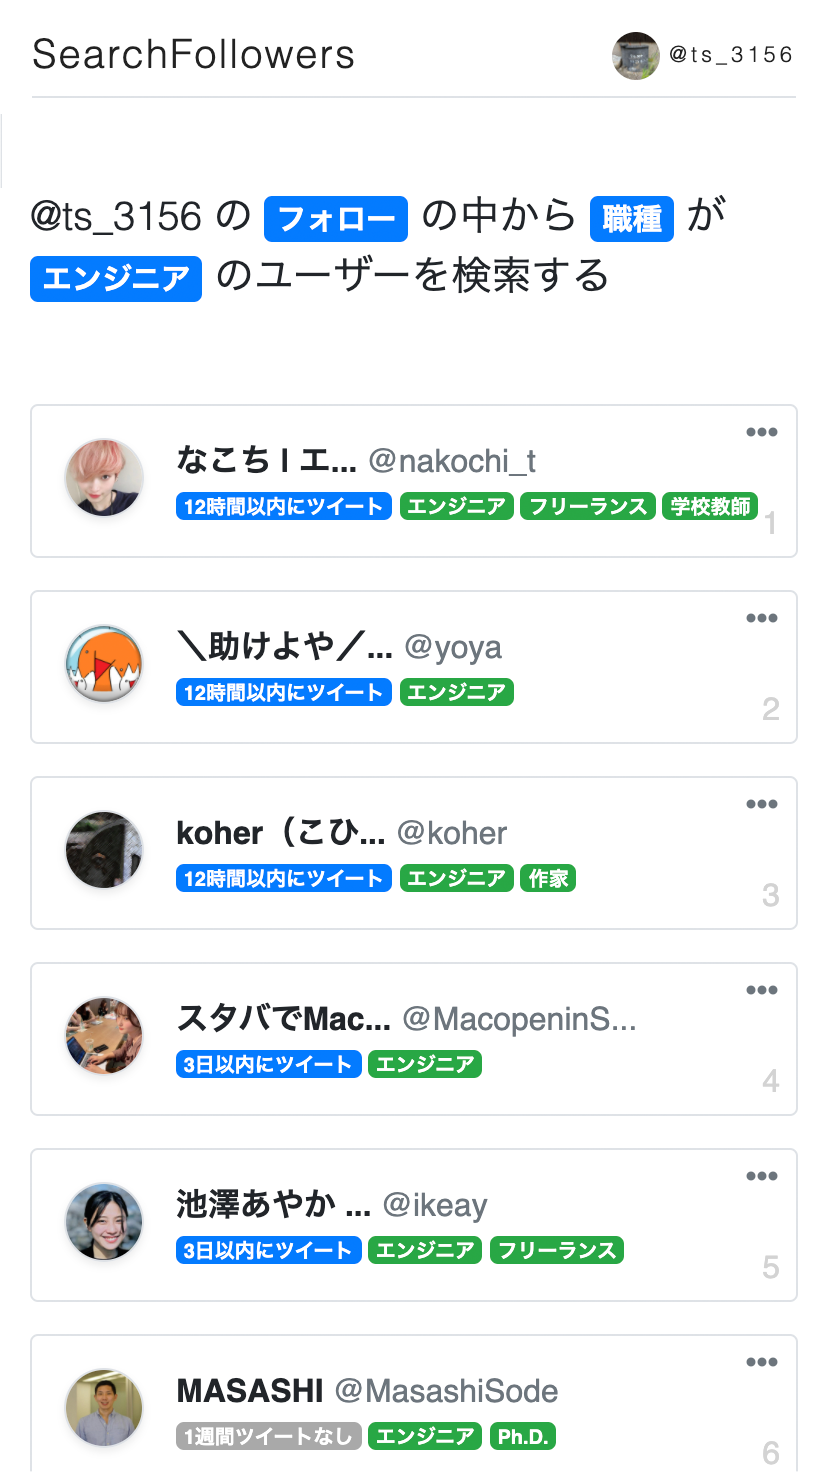 SearchFollowers @ts_3156
@ts_3156 の フォロー の中から 職種 が
エンジニア のユーザーを検索する
•••
なこち l エ... @nakochi_t
12時間以内にツイート エンジニア フリーランス 学校教師
1
•••
＼助けよや／... @yoya
12時間以内にツイート エンジニア
2
•••
koher（こひ... @koher
12時間以内にツイート エンジニア 作家
3
•••
スタバでMac... @MacopeninS...
3日以内にツイート エンジニア
4
•••
池澤あやか ... @ikeay
3日以内にツイート エンジニア フリーランス
5
•••
MASASHI @MasashiSode
1週間ツイートなし エンジニア Ph.D.
6